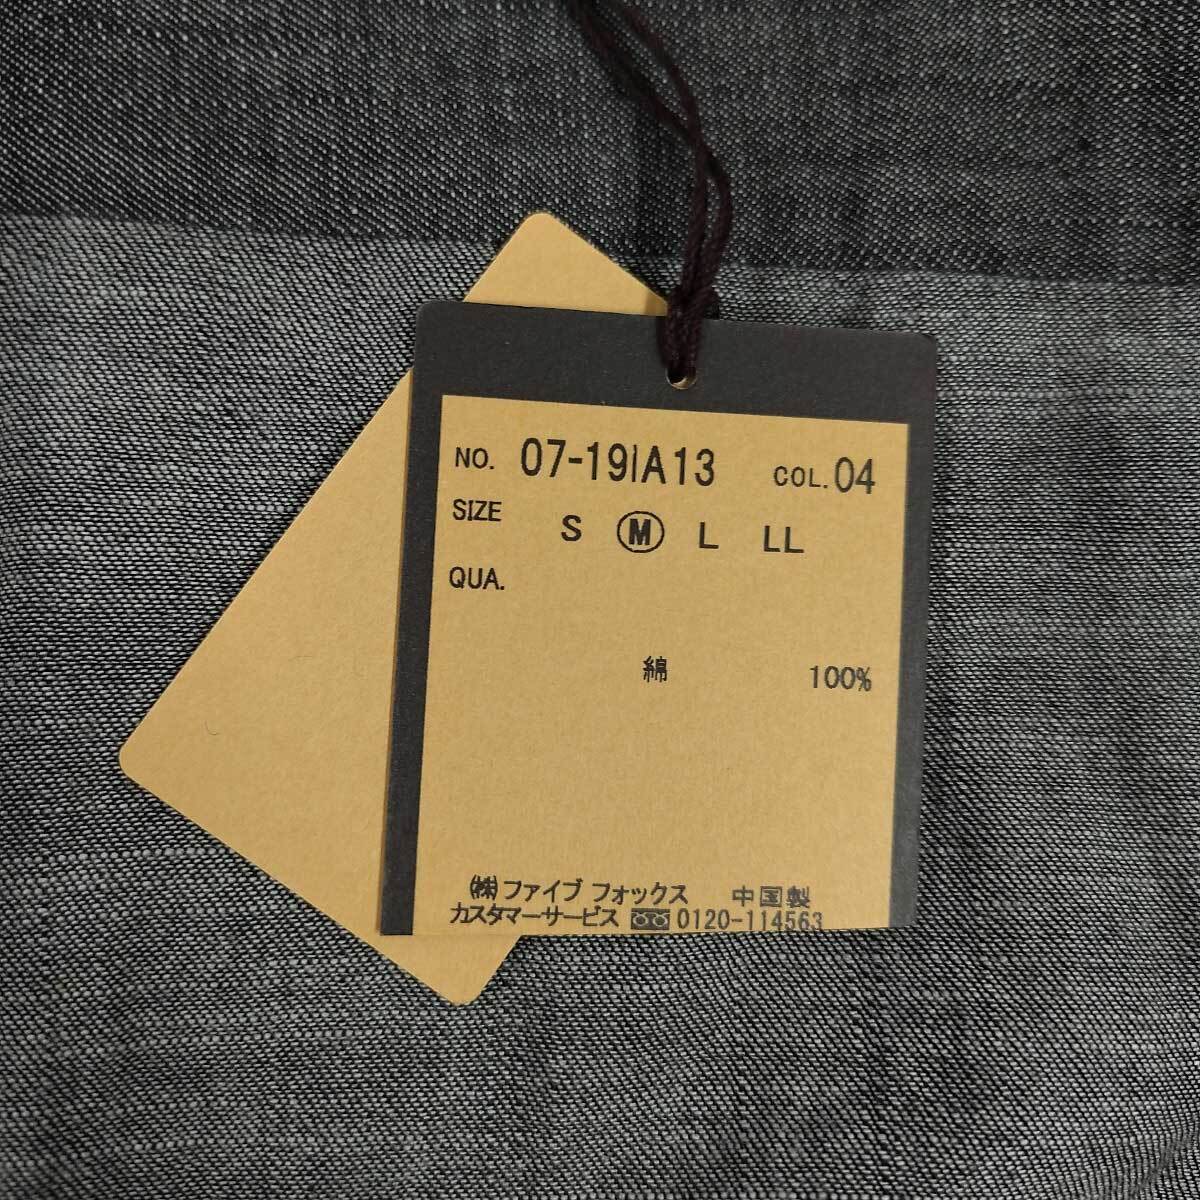 NO. 07-19IA13 COL. 04
SIZE S M L LL
QUA.
綿 100%
㈱ファイブ フォックス 中国製
カスタマーサービス 0120-114563